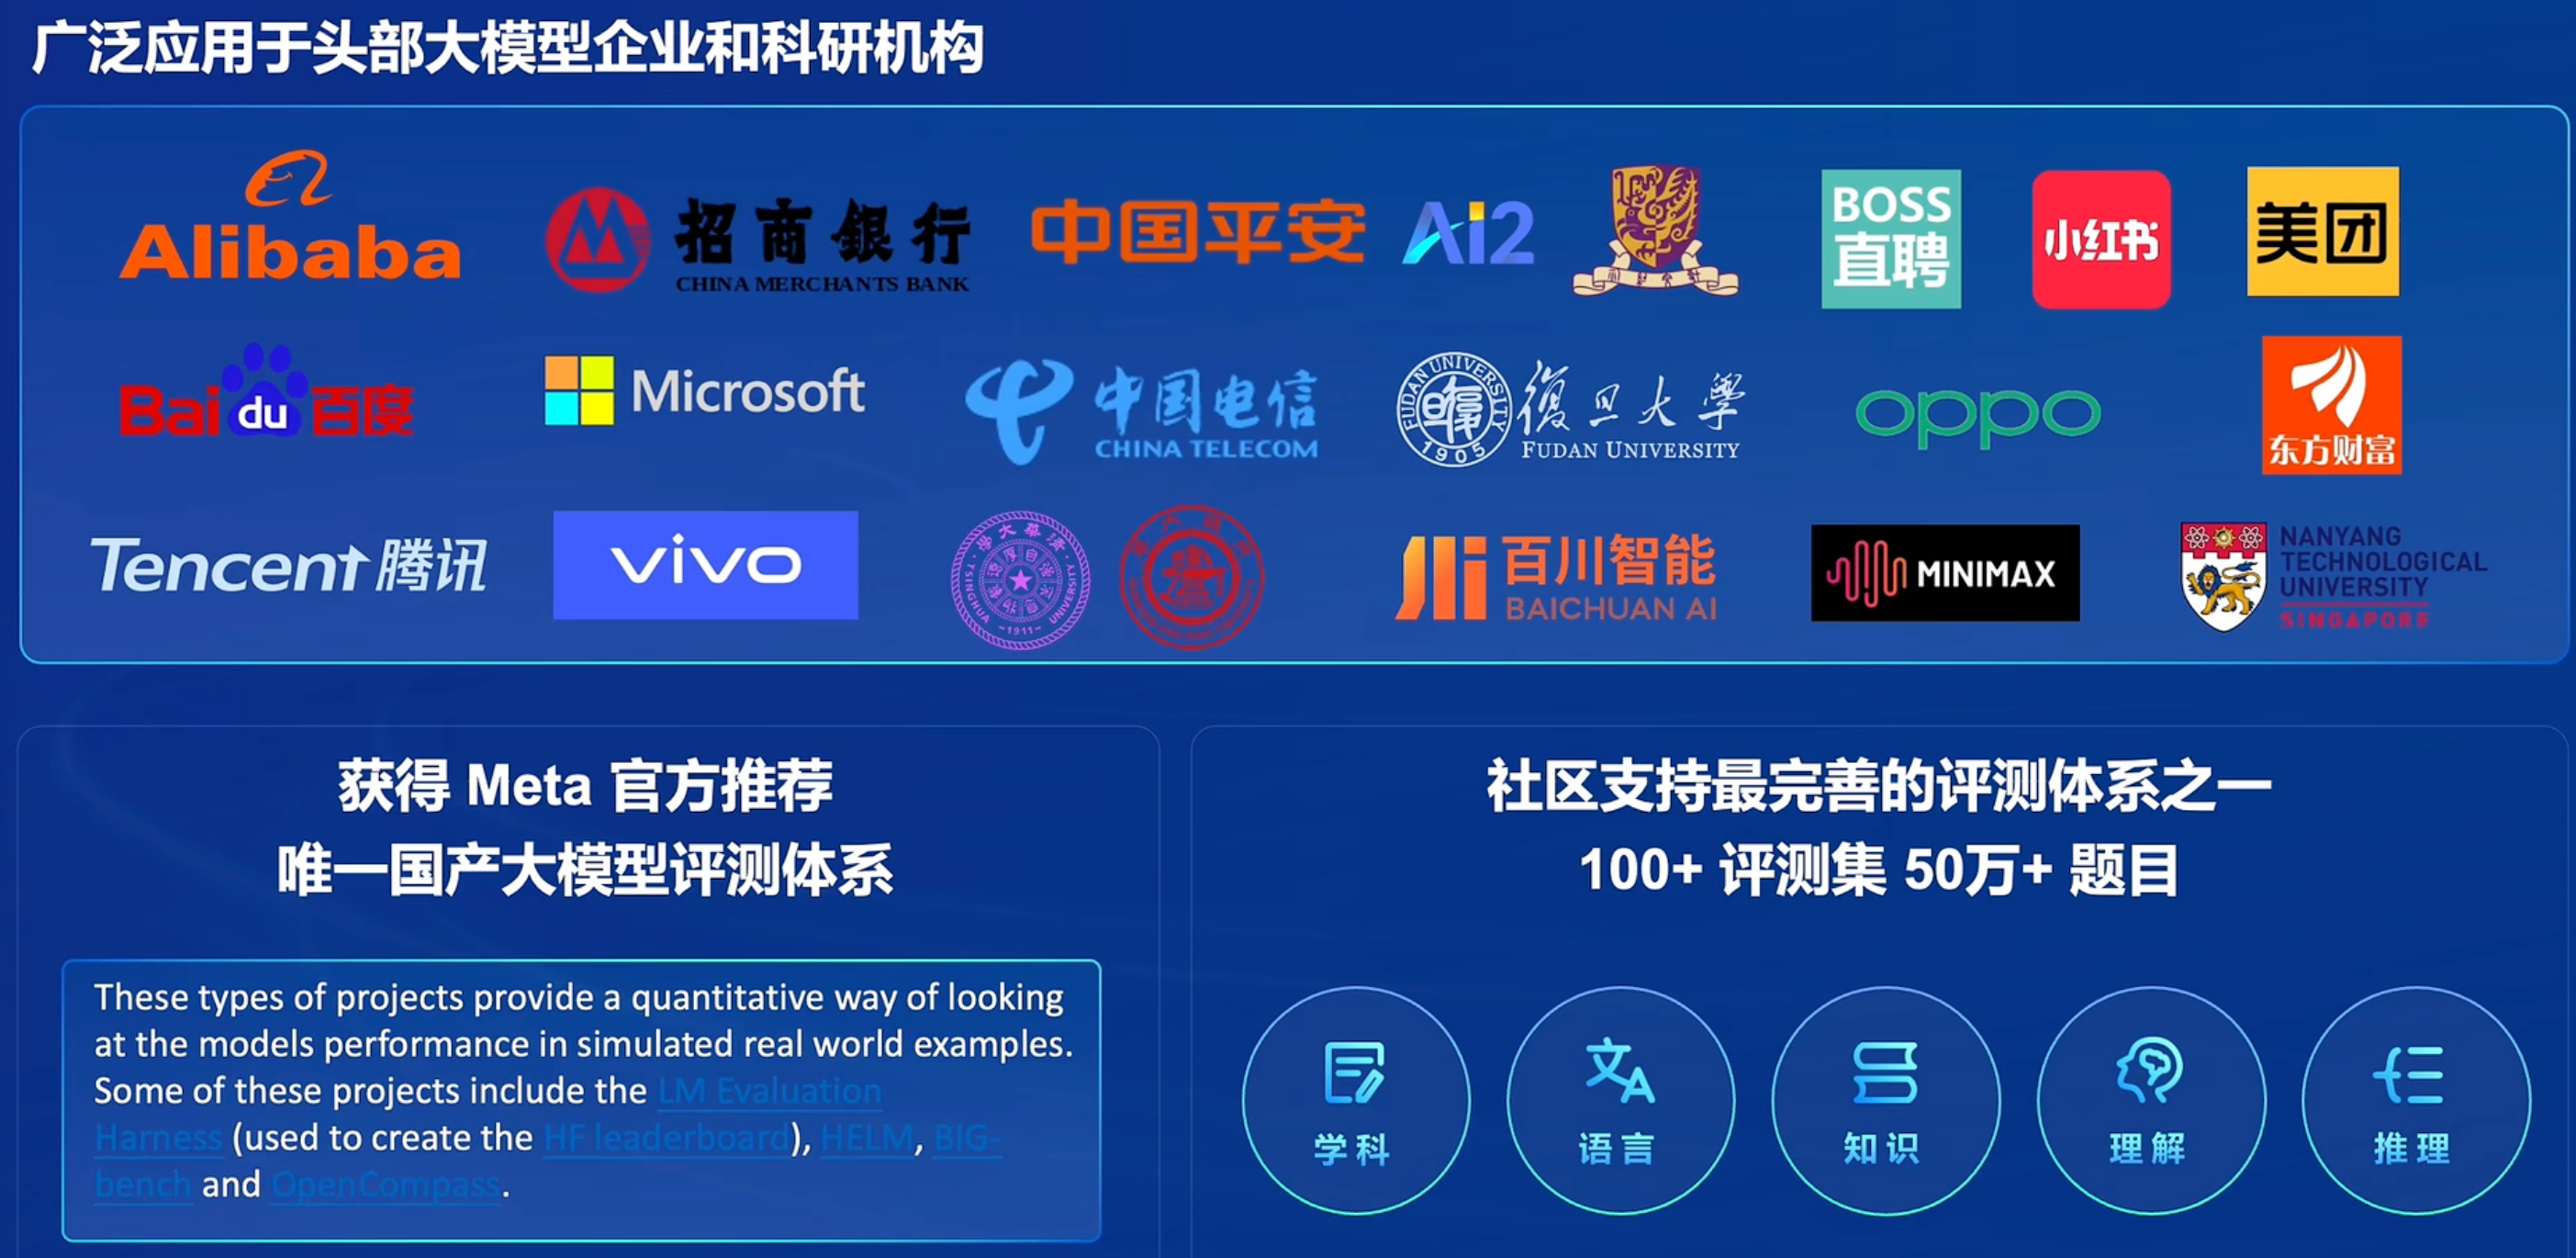 广泛应用于头部大模型企业和科研机构
Alibaba
招商銀行
CHINA MERCHANTS BANK
中国平安
Ai2
BOSS
直聘
小红书
美团
Bai du 百度
Microsoft
中国电信
CHINA TELECOM
FUDAN UNIVERSITY
1905
復旦大學
FUDAN UNIVERSITY
oppo
东方财富
Tencent 腾讯
vivo
TSINGHUA UNIVERSITY
-1911-
百川智能
BAICHUAN AI
MINIMAX
NANYANG
TECHNOLOGICAL
UNIVERSITY
SINGAPORE
获得 Meta 官方推荐
唯一国产大模型评测体系
These types of projects provide a quantitative way of looking
at the models performance in simulated real world examples.
Some of these projects include the LM Evaluation
Harness (used to create the HF leaderboard), HELM, BIG-
bench and OpenCompass.
社区支持最完善的评测体系之一
100+ 评测集 50万+ 题目
学科
语言
知识
理解
推理